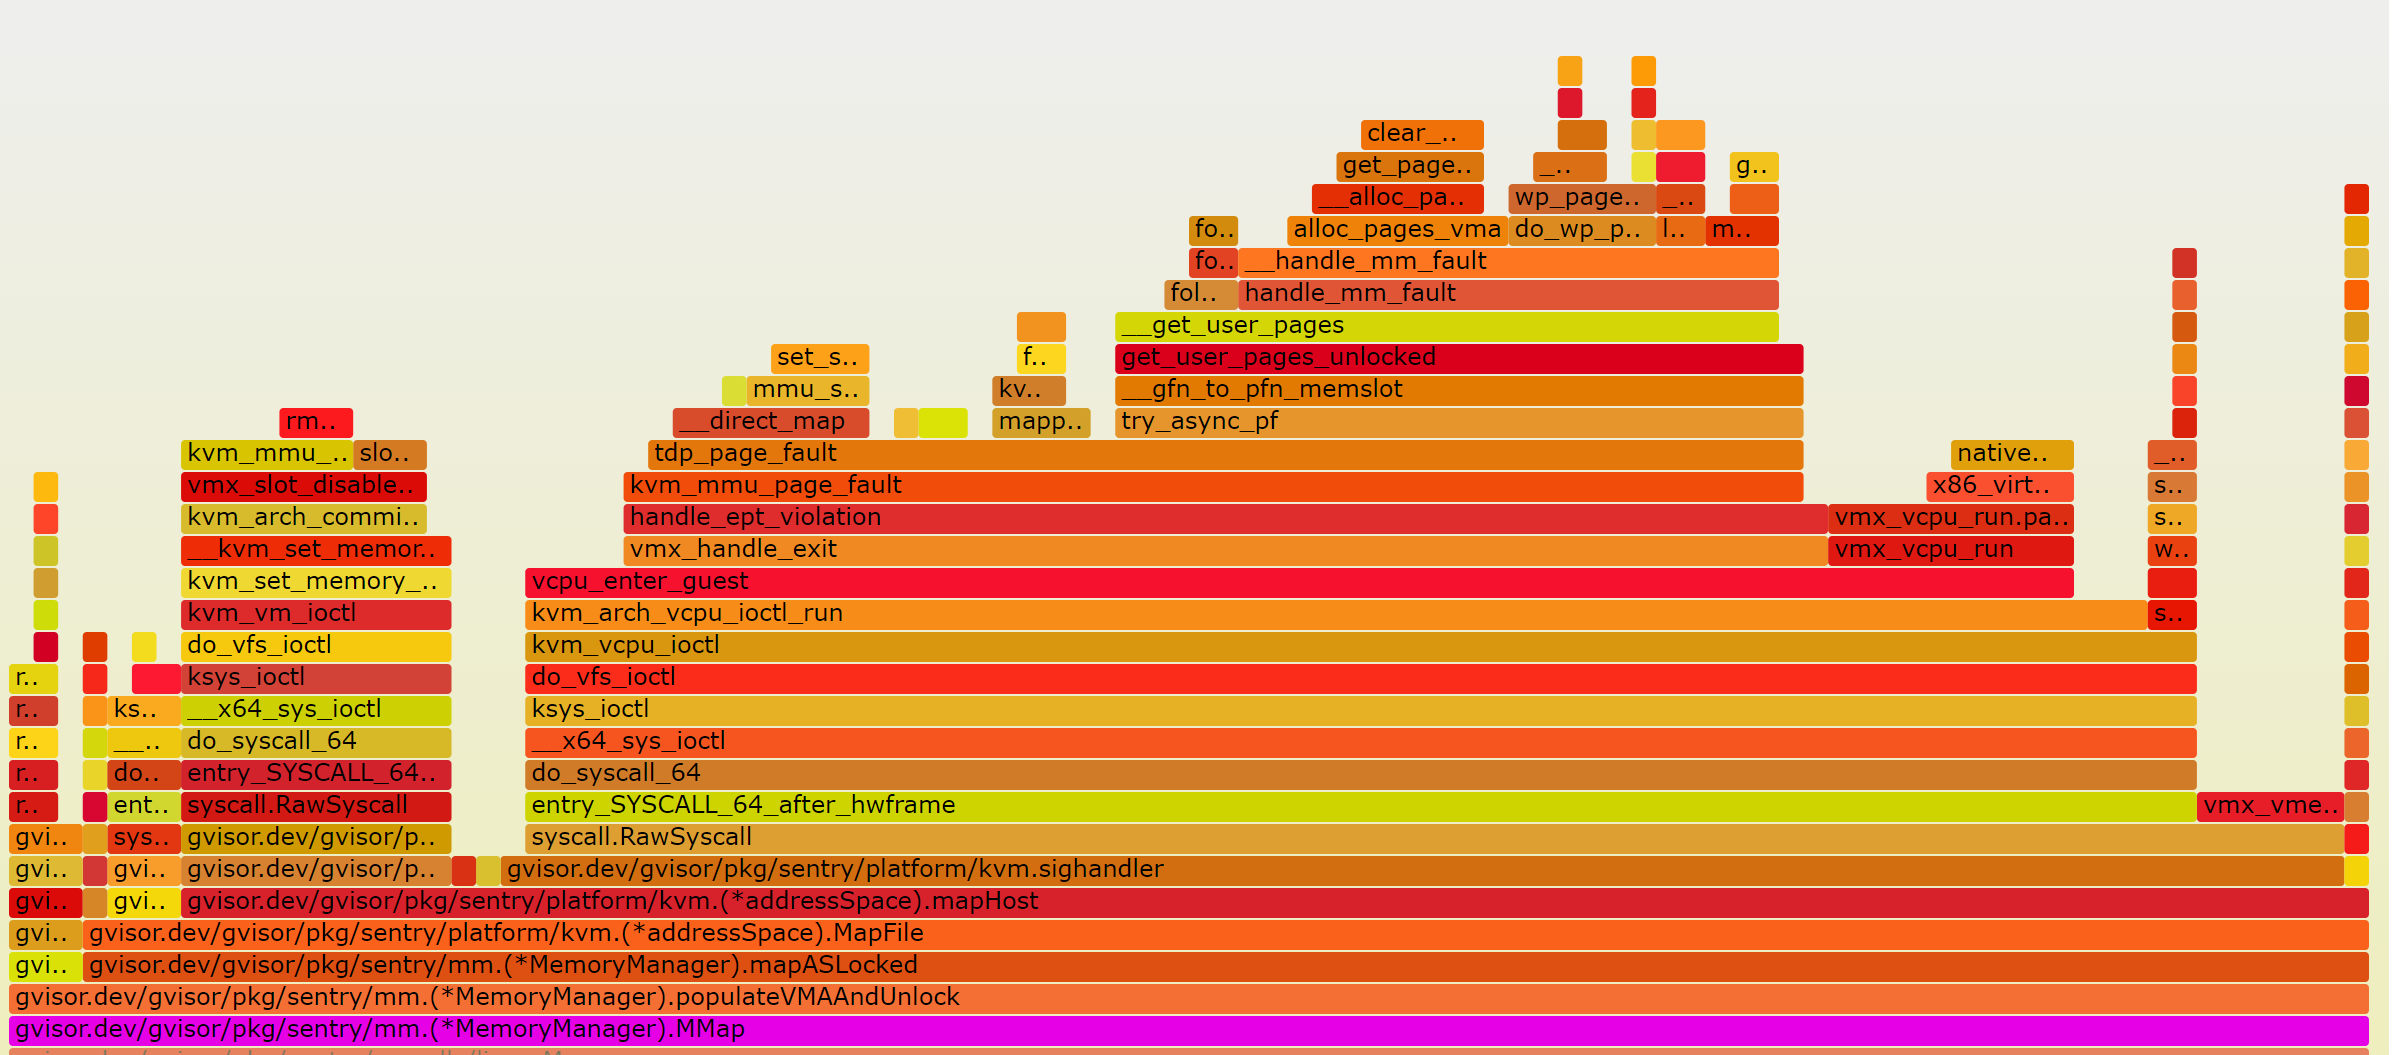 clear_..
get_page.. _.. g..
__alloc_pa.. wp_page.. _..
fo.. alloc_pages_vma do_wp_p.. l.. m..
fo.. __handle_mm_fault
fol.. handle_mm_fault
__get_user_pages
set_s.. f.. get_user_pages_unlocked
mmu_s.. kv.. __gfn_to_pfn_memslot
rm.. __direct_map mapp.. try_async_pf
kvm_mmu_.. slo.. tdp_page_fault native.. _..
vmx_slot_disable.. kvm_mmu_page_fault x86_virt.. s..
kvm_arch_commi.. handle_ept_violation vmx_vcpu_run.pa.. s..
__kvm_set_memor.. vmx_handle_exit vmx_vcpu_run w..
kvm_set_memory_.. vcpu_enter_guest
kvm_vm_ioctl kvm_arch_vcpu_ioctl_run s..
do_vfs_ioctl kvm_vcpu_ioctl
r.. ksys_ioctl do_vfs_ioctl
r.. ks.. __x64_sys_ioctl ksys_ioctl
r.. __.. do_syscall_64 __x64_sys_ioctl
r.. do.. entry_SYSCALL_64.. do_syscall_64
r.. ent.. syscall.RawSyscall entry_SYSCALL_64_after_hwframe vmx_vme..
gvi.. sys.. gvisor.dev/gvisor/p.. syscall.RawSyscall
gvi.. gvi.. gvisor.dev/gvisor/p.. gvisor.dev/gvisor/pkg/sentry/platform/kvm.sighandler
gvi.. gvi.. gvisor.dev/gvisor/pkg/sentry/platform/kvm.(*addressSpace).mapHost
gvi.. gvisor.dev/gvisor/pkg/sentry/platform/kvm.(*addressSpace).MapFile
gvi.. gvisor.dev/gvisor/pkg/sentry/mm.(*MemoryManager).mapASLocked
gvisor.dev/gvisor/pkg/sentry/mm.(*MemoryManager).populateVMAAndUnlock
gvisor.dev/gvisor/pkg/sentry/mm.(*MemoryManager).MMap